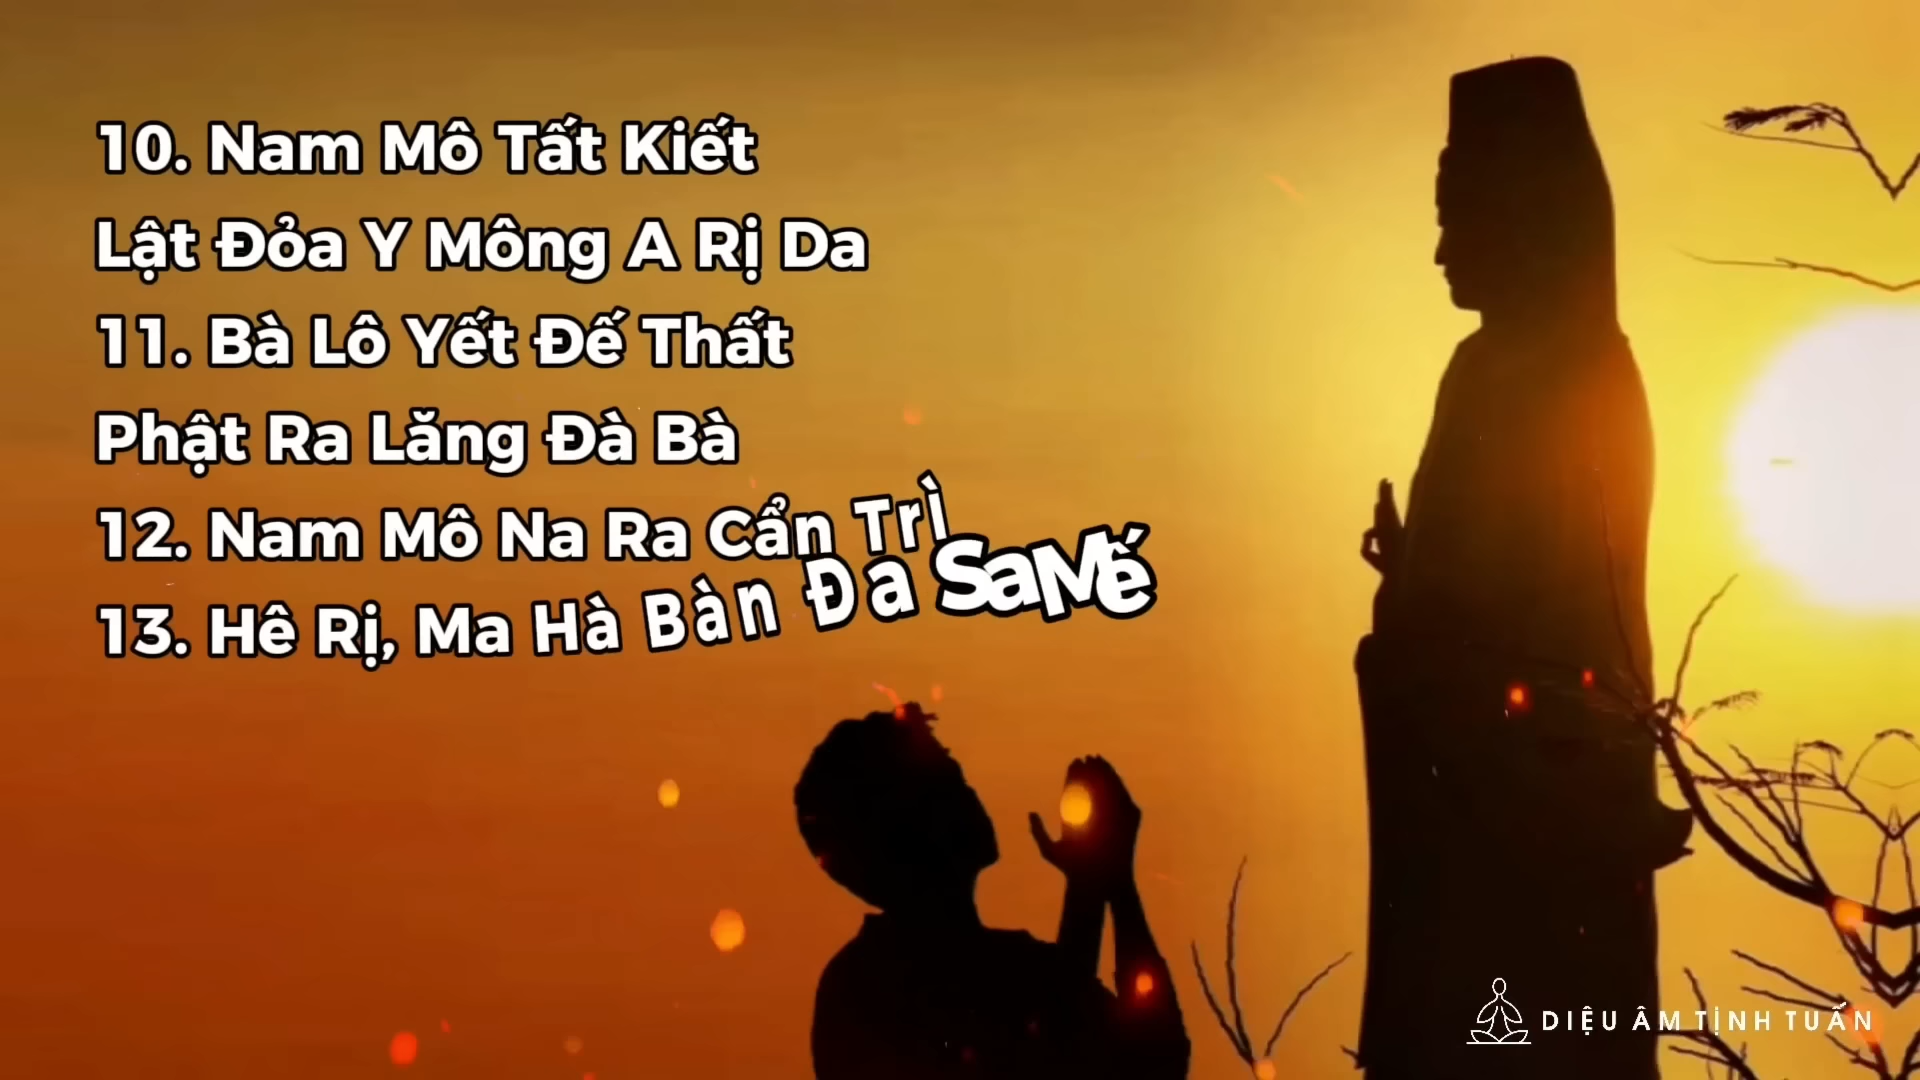 10. Nam Mô Tất Kiết
Lật Đỏa Y Mông A Rị Da
11. Bà Lô Yết Đế Thất
Phật Ra Lăng Đà Bà
12. Nam Mô Na Ra Cẩn Trì
13. Hê Rị, Ma Hà Bàn Đa Sa Mế
DIỆU ÂM TỊNH TUẤN